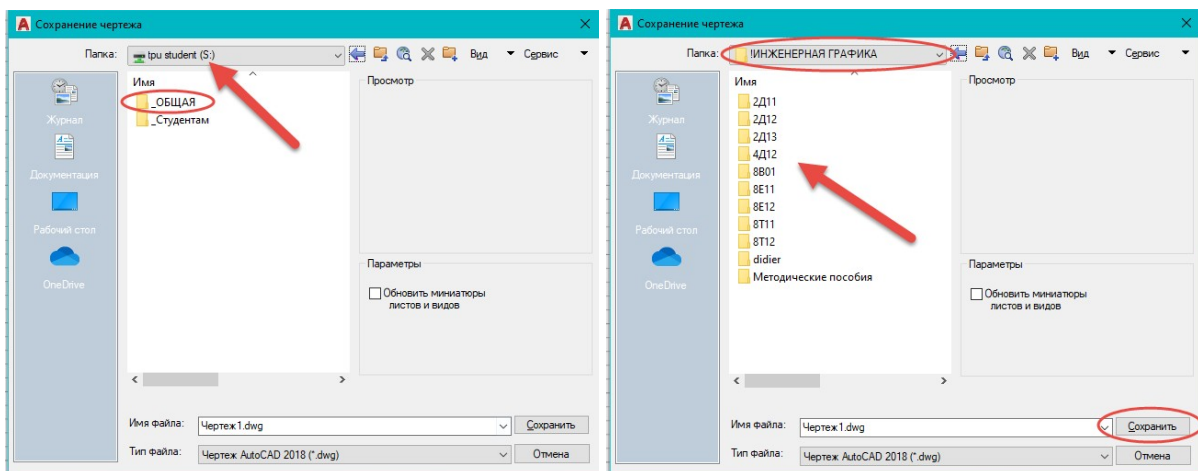 Сохранение чертежа
Папка: tpu student (S:) Вид Сервис
Имя
_ОБЩАЯ
_Студентам
Просмотр
Журнал
Документация
Рабочий стол
OneDrive
Параметры
Обновить миниатюры
листов и видов
Имя файла: Чертеж1.dwg Сохранить
Тип файла: Чертеж AutoCAD 2018 (*.dwg) Отмена
Сохранение чертежа
Папка: !ИНЖЕНЕРНАЯ ГРАФИКА Вид Сервис
Имя
2Д11
2Д12
2Д13
4Д12
8В01
8Е11
8Е12
8Т11
8Т12
didier
Методические пособия
Просмотр
Журнал
Документация
Рабочий стол
OneDrive
Параметры
Обновить миниатюры
листов и видов
Имя файла: Чертеж1.dwg Сохранить
Тип файла: Чертеж AutoCAD 2018 (*.dwg) Отмена